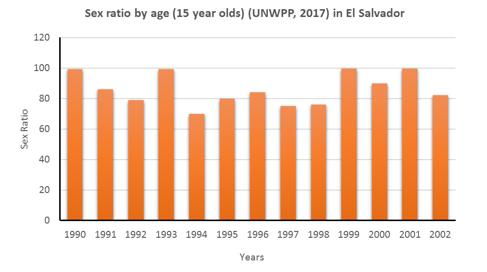 Sex ratio by age (15 year olds) (UNWPP, 2017) in El Salvador
120
100
80
60
40
20
0
Sex Ratio
1990 1991 1992 1993 1994 1995 1996 1997 1998 1999 2000 2001 2002
Years